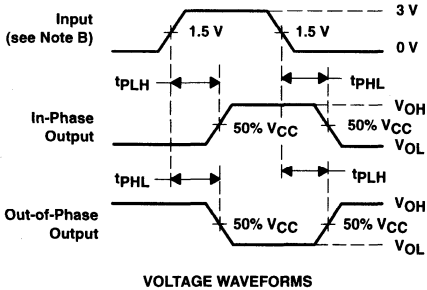 3 V
Input
(see Note B)
1.5 V
1.5 V
0 V
tPLH
tPHL
VOH
In-Phase
Output
50% VCC
50% VCC
VOL
tPHL
tPLH
VOH
Out-of-Phase
Output
50% VCC
50% VCC
VOL
VOLTAGE WAVEFORMS